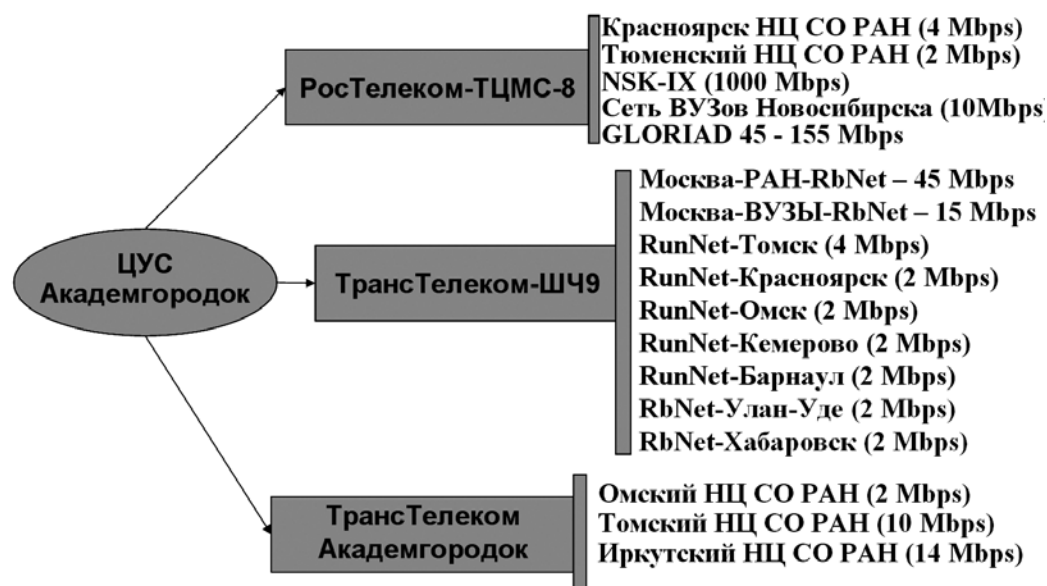 Красноярск НЦ СО РАН (4 Mbps)
Тюменский НЦ СО РАН (2 Mbps)
NSK-IX (1000 Mbps)
Сеть ВУЗов Новосибирска (10Mbps)
GLORIAD 45 - 155 Mbps
РосТелеком-ТЦМС-8
Москва-РАН-RbNet – 45 Mbps
Москва-ВУЗЫ-RbNet – 15 Mbps
RunNet-Томск (4 Mbps)
RunNet-Красноярск (2 Mbps)
RunNet-Омск (2 Mbps)
RunNet-Кемерово (2 Mbps)
RunNet-Барнаул (2 Mbps)
RbNet-Улан-Уде (2 Mbps)
RbNet-Хабаровск (2 Mbps)
ЦУС
Академгородок
ТрансТелеком-ШЧ9
Омский НЦ СО РАН (2 Mbps)
Томский НЦ СО РАН (10 Mbps)
Иркутский НЦ СО РАН (14 Mbps)
ТрансТелеком
Академгородок